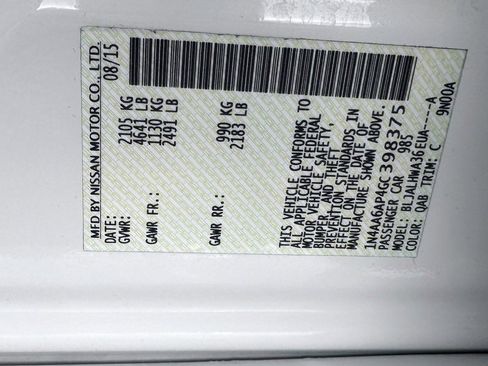 MFD BY NISSAN MOTOR CO., LTD.
DATE: 08/15
GVWR: 2105 KG
4641 LB
GAWR FR.: 1130 KG
2491 LB
GAWR RR.: 990 KG
2183 LB
THIS VEHICLE CONFORMS TO
ALL APPLICABLE FEDERAL
MOTOR VEHICLE SAFETY,
BUMPER, AND THEFT
PREVENTION STANDARDS IN
EFFECT ON THE DATE OF
MANUFACTURE SHOWN ABOVE.
1N4AA6AP4GC398375
PASSENGER CAR 985
MODEL: BLJALHWA36EUA----A
COLOR: QAB TRIM: C 9N00A